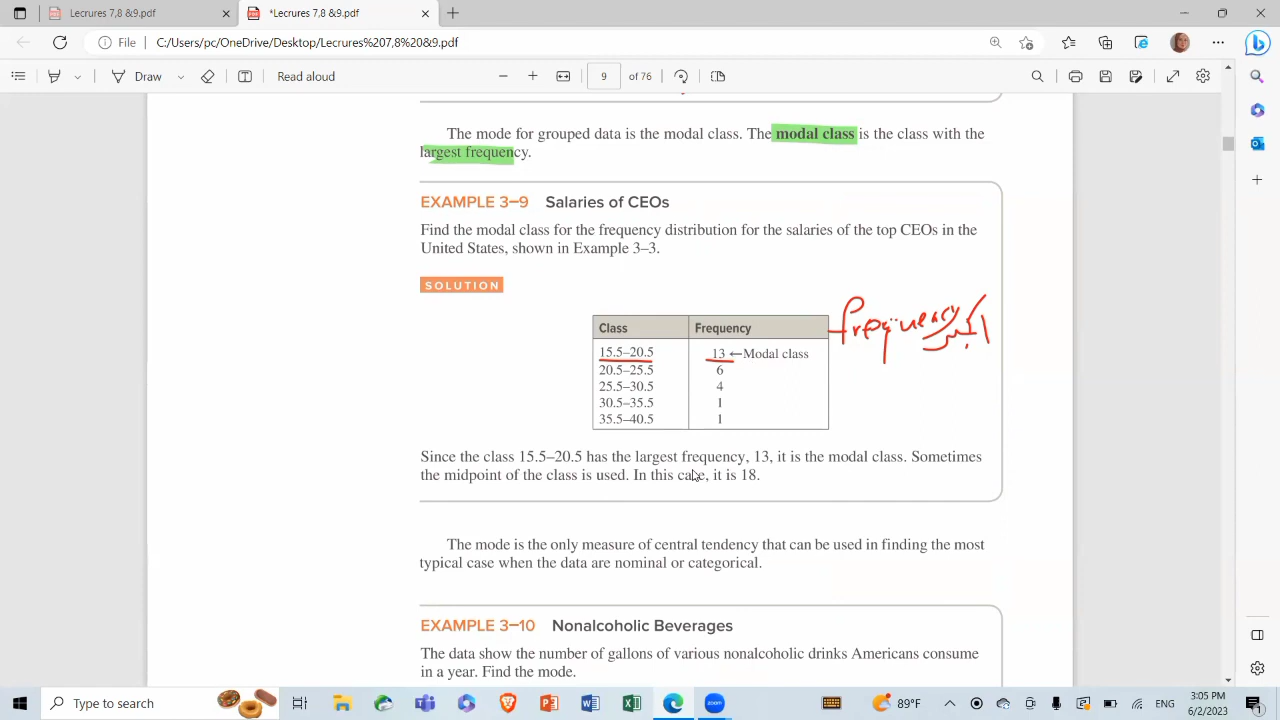 Lecrures 7,8 &9.pdf
*Lecrures 7,8 &9.pdf
File
C:/Users/pc/OneDrive/Desktop/Lecrures%207,8%20&9.pdf
Draw
Read aloud
9
of 76
The mode for grouped data is the modal class. The modal class is the class with the
largest frequency.
EXAMPLE 3–9 Salaries of CEOs
Find the modal class for the frequency distribution for the salaries of the top CEOs in the
United States, shown in Example 3–3.
SOLUTION
frequency
اكبر
Class Frequency
15.5–20.5 13 ←Modal class
20.5–25.5 6
25.5–30.5 4
30.5–35.5 1
35.5–40.5 1
Since the class 15.5–20.5 has the largest frequency, 13, it is the modal class. Sometimes
the midpoint of the class is used. In this case, it is 18.
The mode is the only measure of central tendency that can be used in finding the most
typical case when the data are nominal or categorical.
EXAMPLE 3–10 Nonalcoholic Beverages
The data show the number of gallons of various nonalcoholic drinks Americans consume
in a year. Find the mode.
Type to search
zoom
89°F
ENG
3:05 PM
6/2/2023